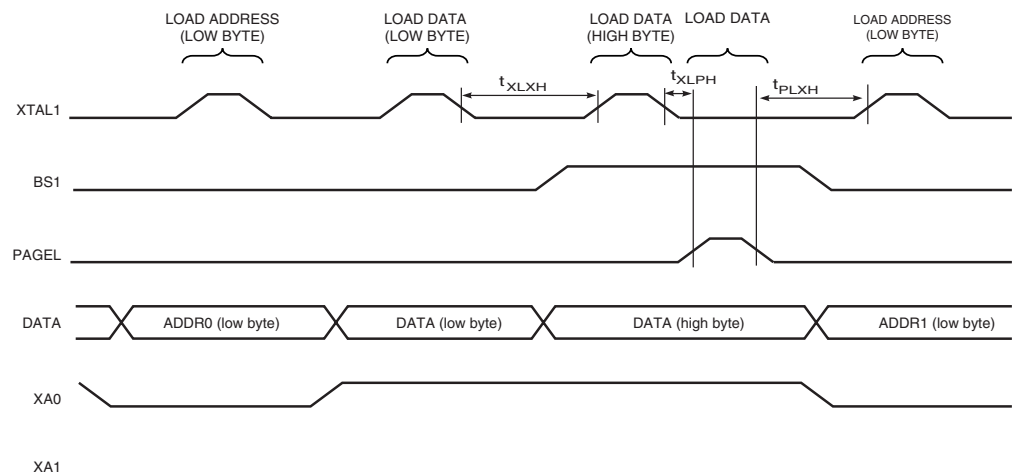 LOAD ADDRESS
(LOW BYTE)
LOAD DATA
(LOW BYTE)
LOAD DATA
(HIGH BYTE)
LOAD DATA
LOAD ADDRESS
(LOW BYTE)
tXLXH
tXLPH
tPLXH
XTAL1
BS1
PAGEL
DATA
ADDR0 (low byte)
DATA (low byte)
DATA (high byte)
ADDR1 (low byte)
XA0
XA1